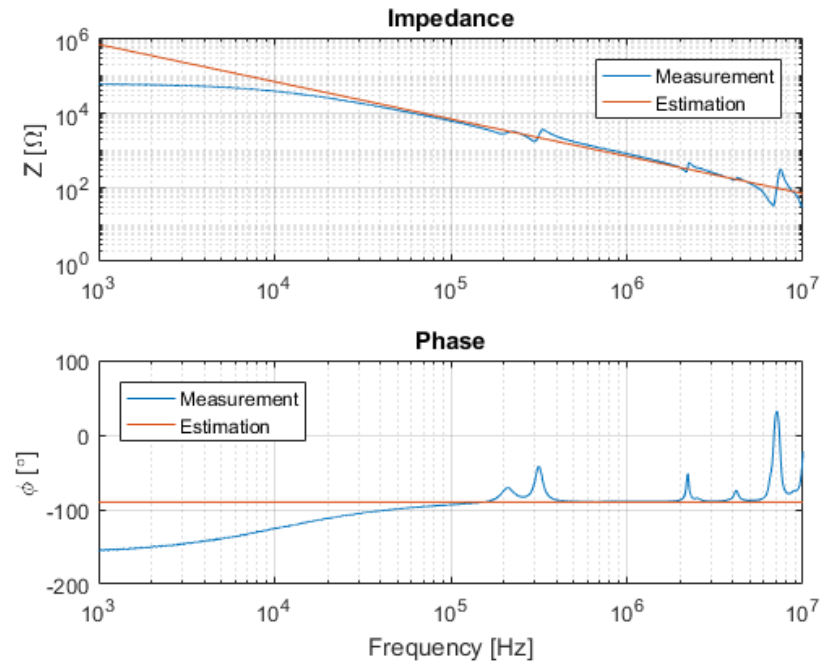 Impedance
10^6
10^4
10^2
10^0
Z [Ω]
Measurement
Estimation
10^3
10^4
10^5
10^6
10^7
Phase
100
0
-100
-200
ϕ [°]
Measurement
Estimation
10^3
10^4
10^5
10^6
10^7
Frequency [Hz]